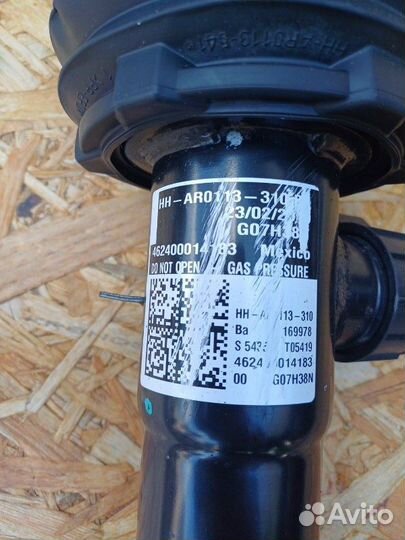 HH-AR0113-310
23/02/2
G07H38
462400014183 Mexico
DO NOT OPEN GAS PRESSURE
HH-A 113-310
Ba 169978
S 543 T05419
4624 014183
00 G07H38N
Avito